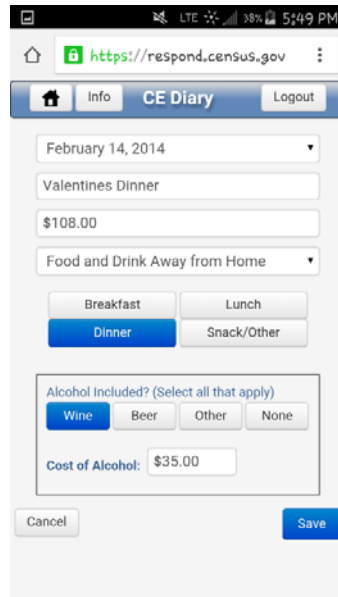 LTE 38% 5:49 PM
https://respond.census.gov
Info CE Diary Logout
February 14, 2014
Valentines Dinner
$108.00
Food and Drink Away from Home
Breakfast Lunch
Dinner Snack/Other
Alcohol Included? (Select all that apply)
Wine Beer Other None
Cost of Alcohol: $35.00
Cancel Save